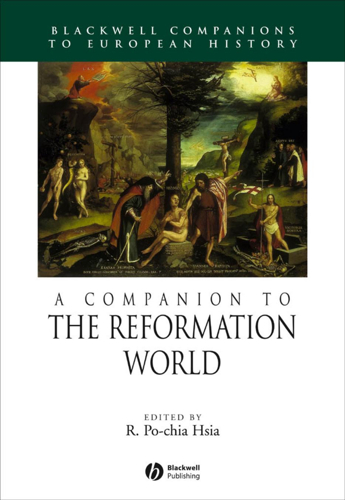 BLACKWELL COMPANIONS
TO EUROPEAN HISTORY
A COMPANION TO
THE REFORMATION
WORLD
EDITED BY
R. Po-chia Hsia
Blackwell
Publishing